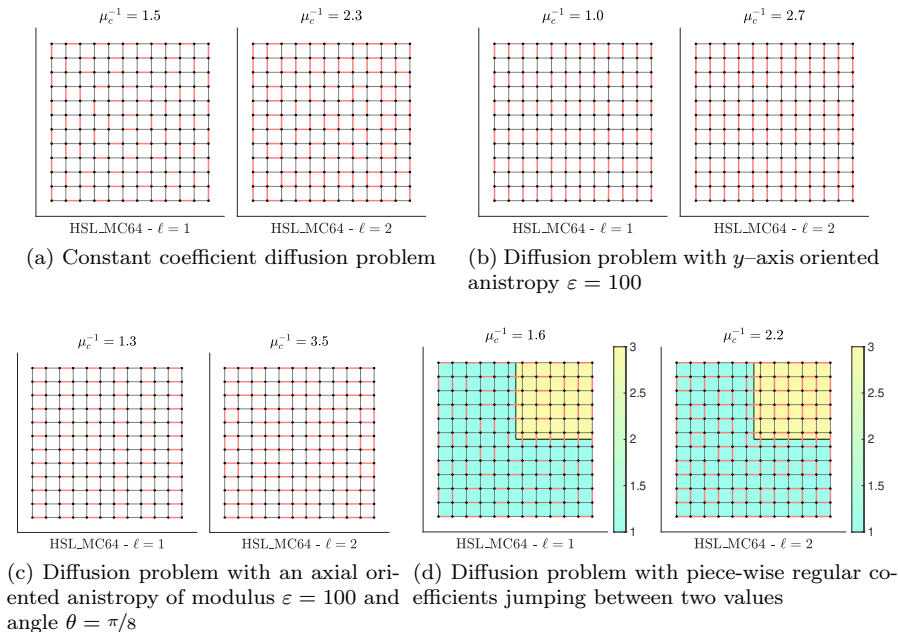 μ_c^{-1} = 1.5
μ_c^{-1} = 2.3
HSL_MC64 - ℓ = 1
HSL_MC64 - ℓ = 2
(a) Constant coefficient diffusion problem
μ_c^{-1} = 1.0
μ_c^{-1} = 2.7
HSL_MC64 - ℓ = 1
HSL_MC64 - ℓ = 2
(b) Diffusion problem with y–axis oriented
anistropy ε = 100
μ_c^{-1} = 1.3
μ_c^{-1} = 3.5
HSL_MC64 - ℓ = 1
HSL_MC64 - ℓ = 2
(c) Diffusion problem with an axial ori-
ented anistropy of modulus ε = 100 and
angle θ = π/8
μ_c^{-1} = 1.6
3
2.5
2
1.5
1
HSL_MC64 - ℓ = 1
μ_c^{-1} = 2.2
3
2.5
2
1.5
1
HSL_MC64 - ℓ = 2
(d) Diffusion problem with piece-wise regular co-
efficients jumping between two values